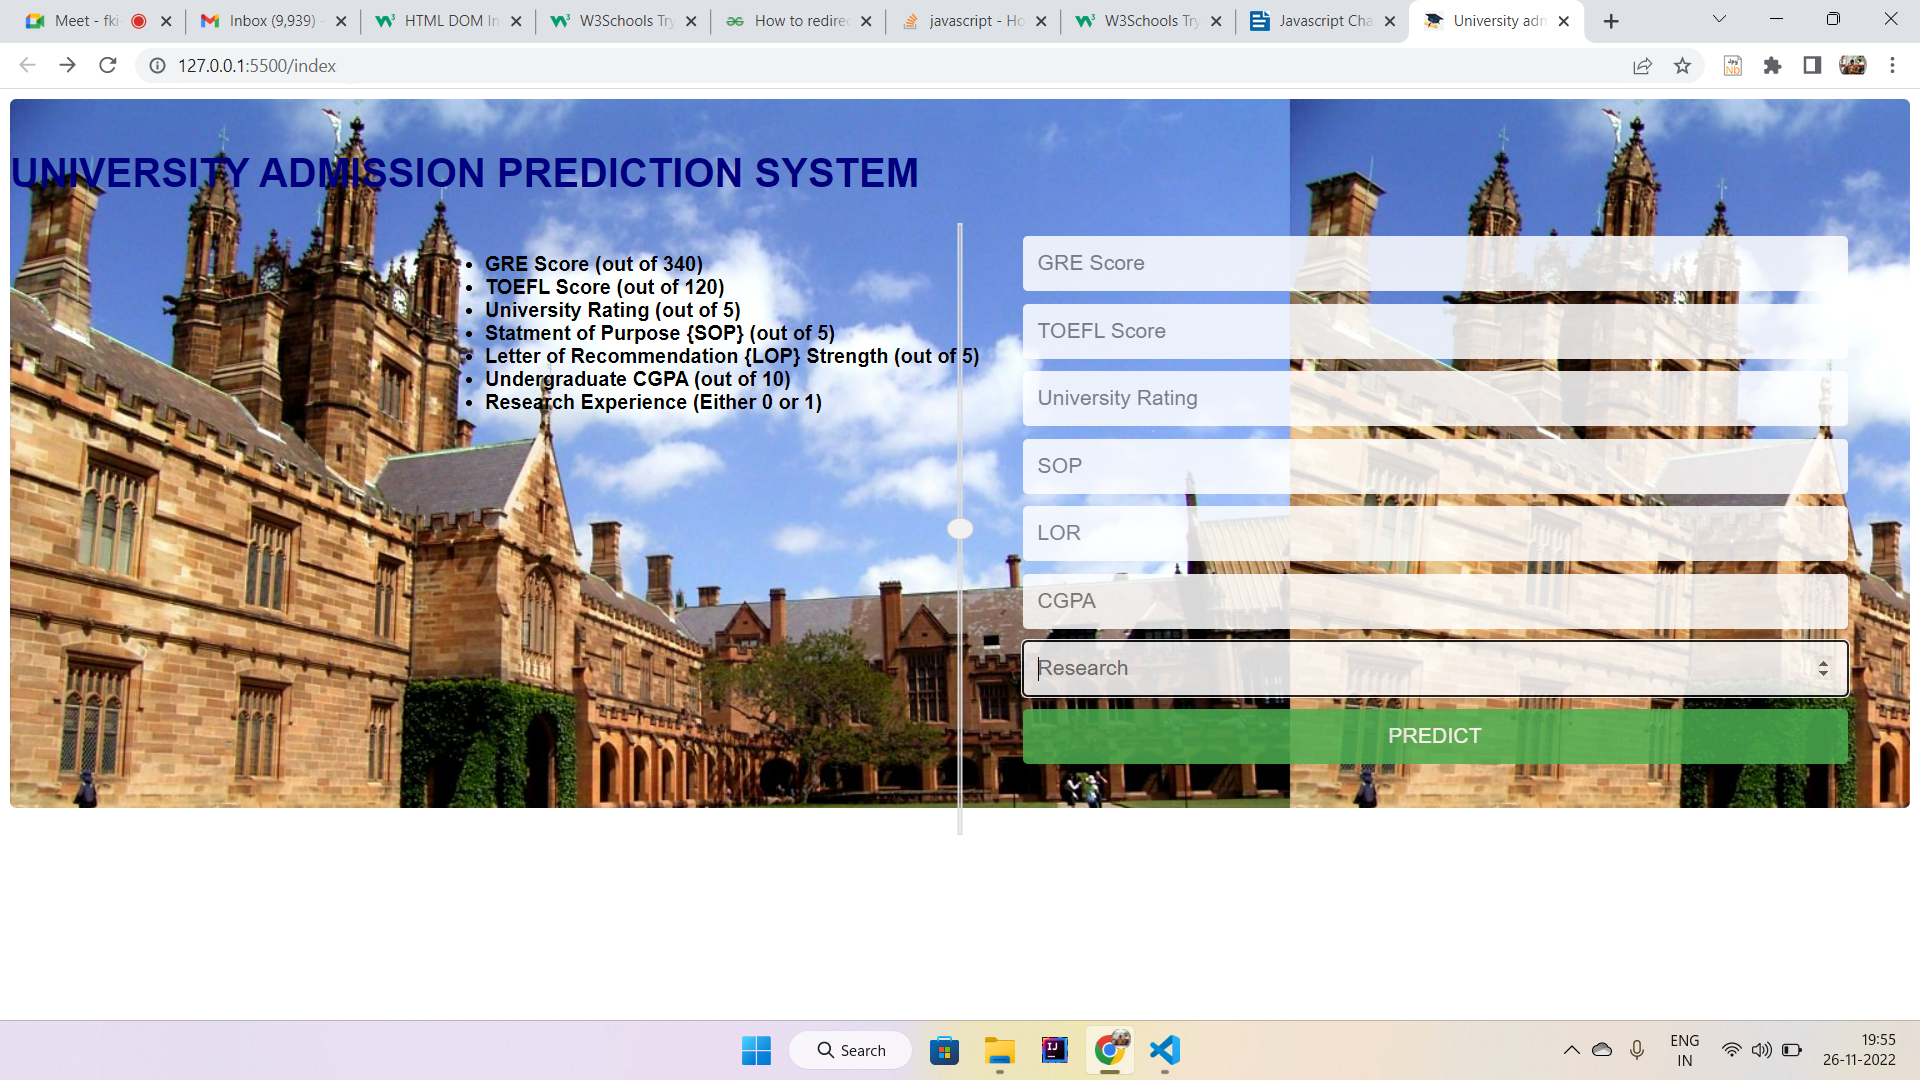 Meet - fki
Inbox (9,939) -
HTML DOM In
W3Schools Try
How to redirec
javascript - Ho
W3Schools Try
Javascript Cha
University adm
127.0.0.1:5500/index
UNIVERSITY ADMISSION PREDICTION SYSTEM
• GRE Score (out of 340)
• TOEFL Score (out of 120)
• University Rating (out of 5)
• Statment of Purpose {SOP} (out of 5)
• Letter of Recommendation {LOP} Strength (out of 5)
• Undergraduate CGPA (out of 10)
• Research Experience (Either 0 or 1)
GRE Score
TOEFL Score
University Rating
SOP
LOR
CGPA
Research
PREDICT
Search
ENG
IN
19:55
26-11-2022